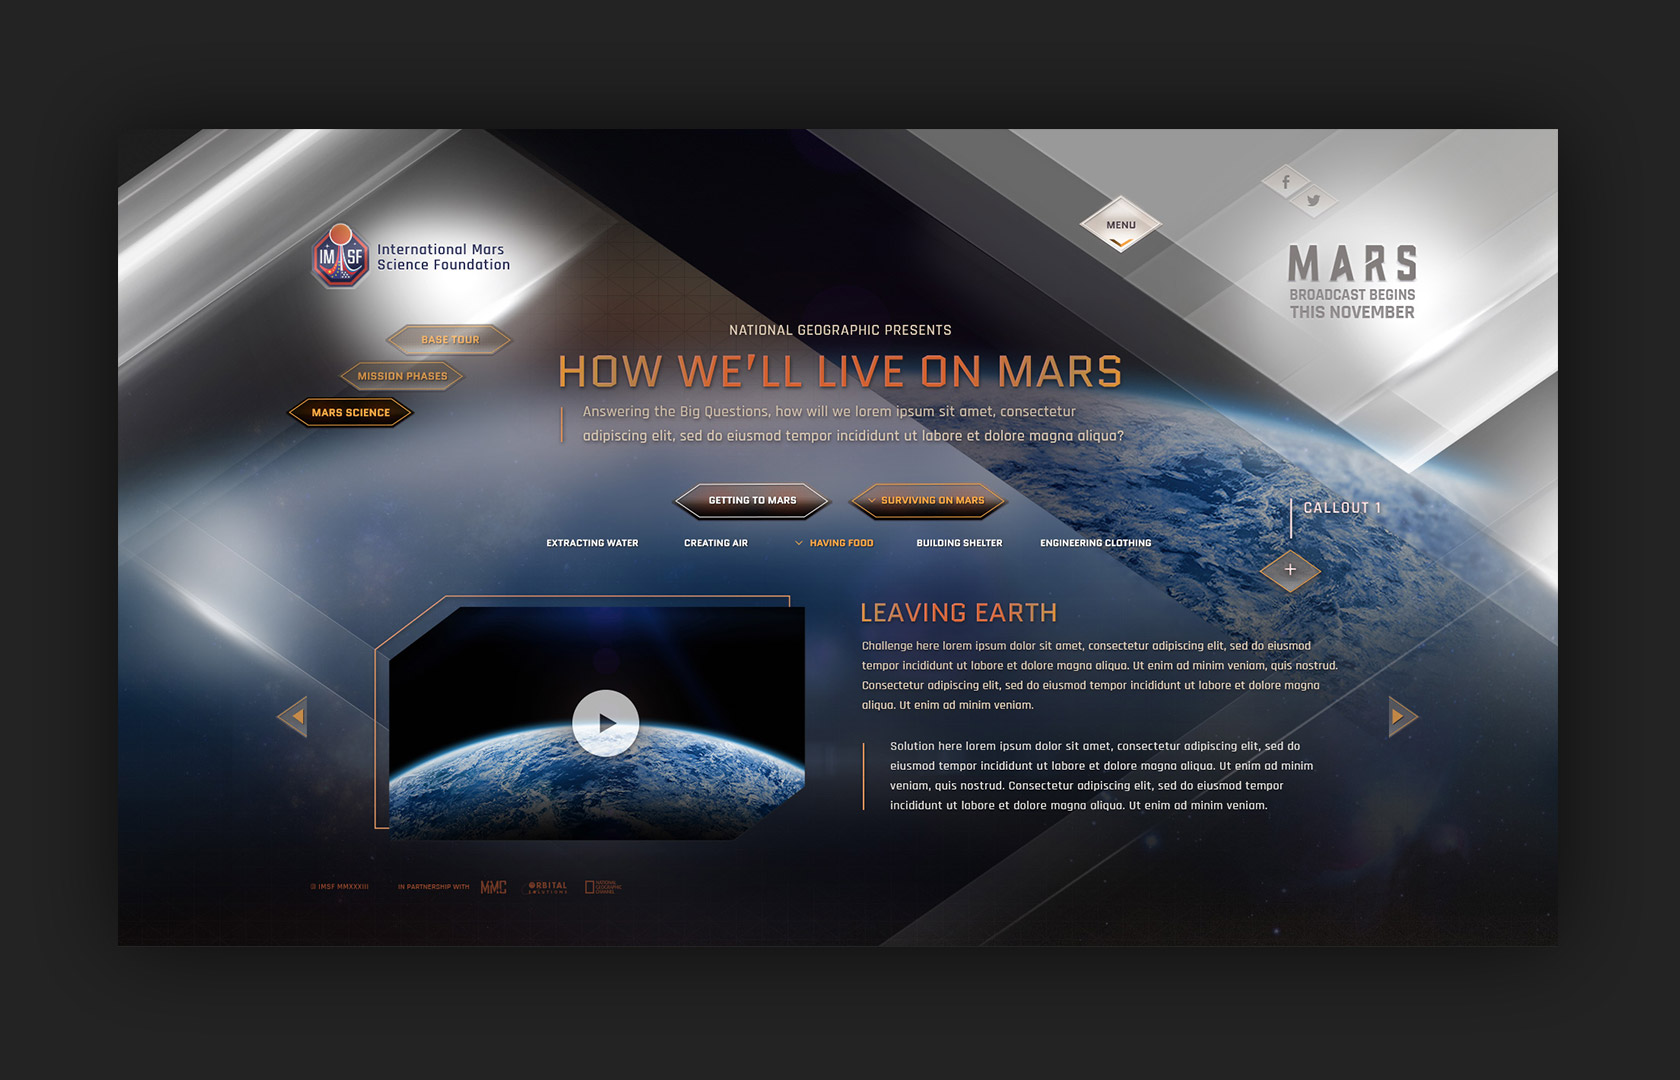 IM SF
International Mars
Science Foundation
MENU
MARS
BROADCAST BEGINS
THIS NOVEMBER
BASE TOUR
MISSION PHASES
MARS SCIENCE
NATIONAL GEOGRAPHIC PRESENTS
HOW WE'LL LIVE ON MARS
Answering the Big Questions, how will we lorem ipsum sit amet, consectetur
adipiscing elit, sed do eiusmod tempor incididunt ut labore et dolore magna aliqua?
GETTING TO MARS
SURVIVING ON MARS
CALLOUT 1
EXTRACTING WATER
CREATING AIR
HAVING FOOD
BUILDING SHELTER
ENGINEERING CLOTHING
LEAVING EARTH
Challenge here lorem ipsum dolor sit amet, consectetur adipiscing elit, sed do eiusmod
tempor incididunt ut labore et dolore magna aliqua. Ut enim ad minim veniam, quis nostrud.
Consectetur adipiscing elit, sed do eiusmod tempor incididunt ut labore et dolore magna
aliqua. Ut enim ad minim veniam.
Solution here lorem ipsum dolor sit amet, consectetur adipiscing elit, sed do
eiusmod tempor incididunt ut labore et dolore magna aliqua. Ut enim ad minim
veniam, quis nostrud. Consectetur adipiscing elit, sed do eiusmod tempor
incididunt ut labore et dolore magna aliqua. Ut enim ad minim veniam.
IMSF MMXXXIII
IN PARTNERSHIP WITH
MMC
ORBITAL
SOLUTIONS
NATIONAL
GEOGRAPHIC
CHANNEL